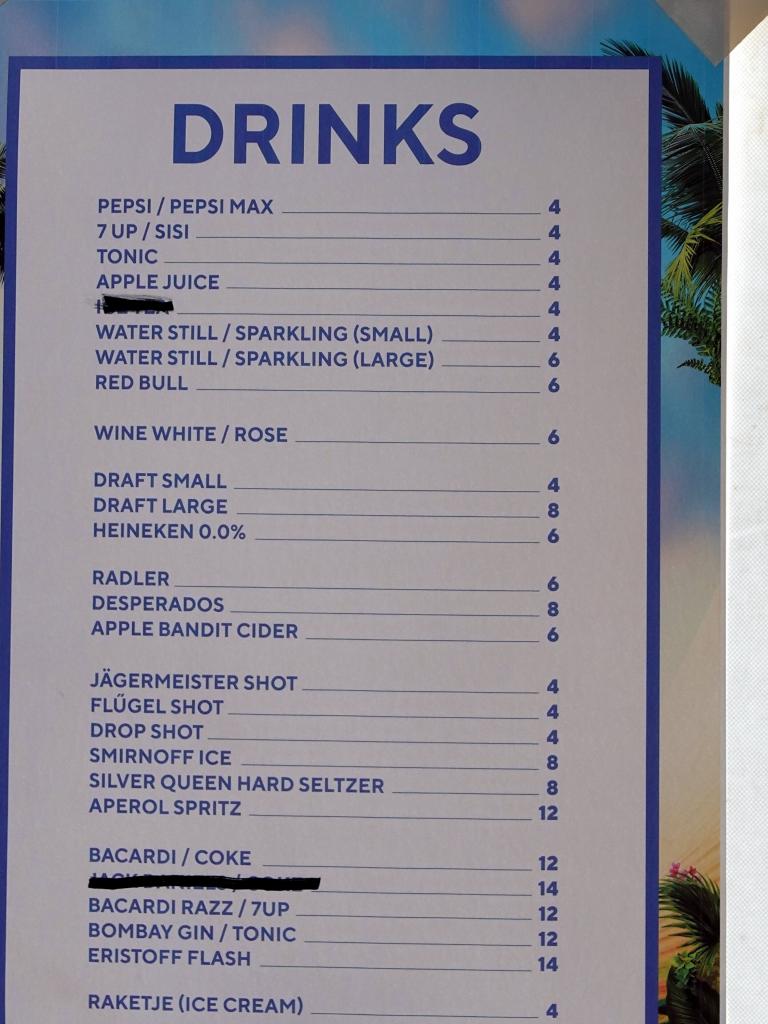 DRINKS
PEPSI / PEPSI MAX 4
7 UP / SISI 4
TONIC 4
APPLE JUICE 4
4
WATER STILL / SPARKLING (SMALL) 4
WATER STILL / SPARKLING (LARGE) 6
RED BULL 6
WINE WHITE / ROSE 6
DRAFT SMALL 4
DRAFT LARGE 8
HEINEKEN 0.0% 6
RADLER 6
DESPERADOS 8
APPLE BANDIT CIDER 6
JÄGERMEISTER SHOT 4
FLŰGEL SHOT 4
DROP SHOT 4
SMIRNOFF ICE 8
SILVER QUEEN HARD SELTZER 8
APEROL SPRITZ 12
BACARDI / COKE 12
14
BACARDI RAZZ / 7UP 12
BOMBAY GIN / TONIC 12
ERISTOFF FLASH 14
RAKETJE (ICE CREAM) 4